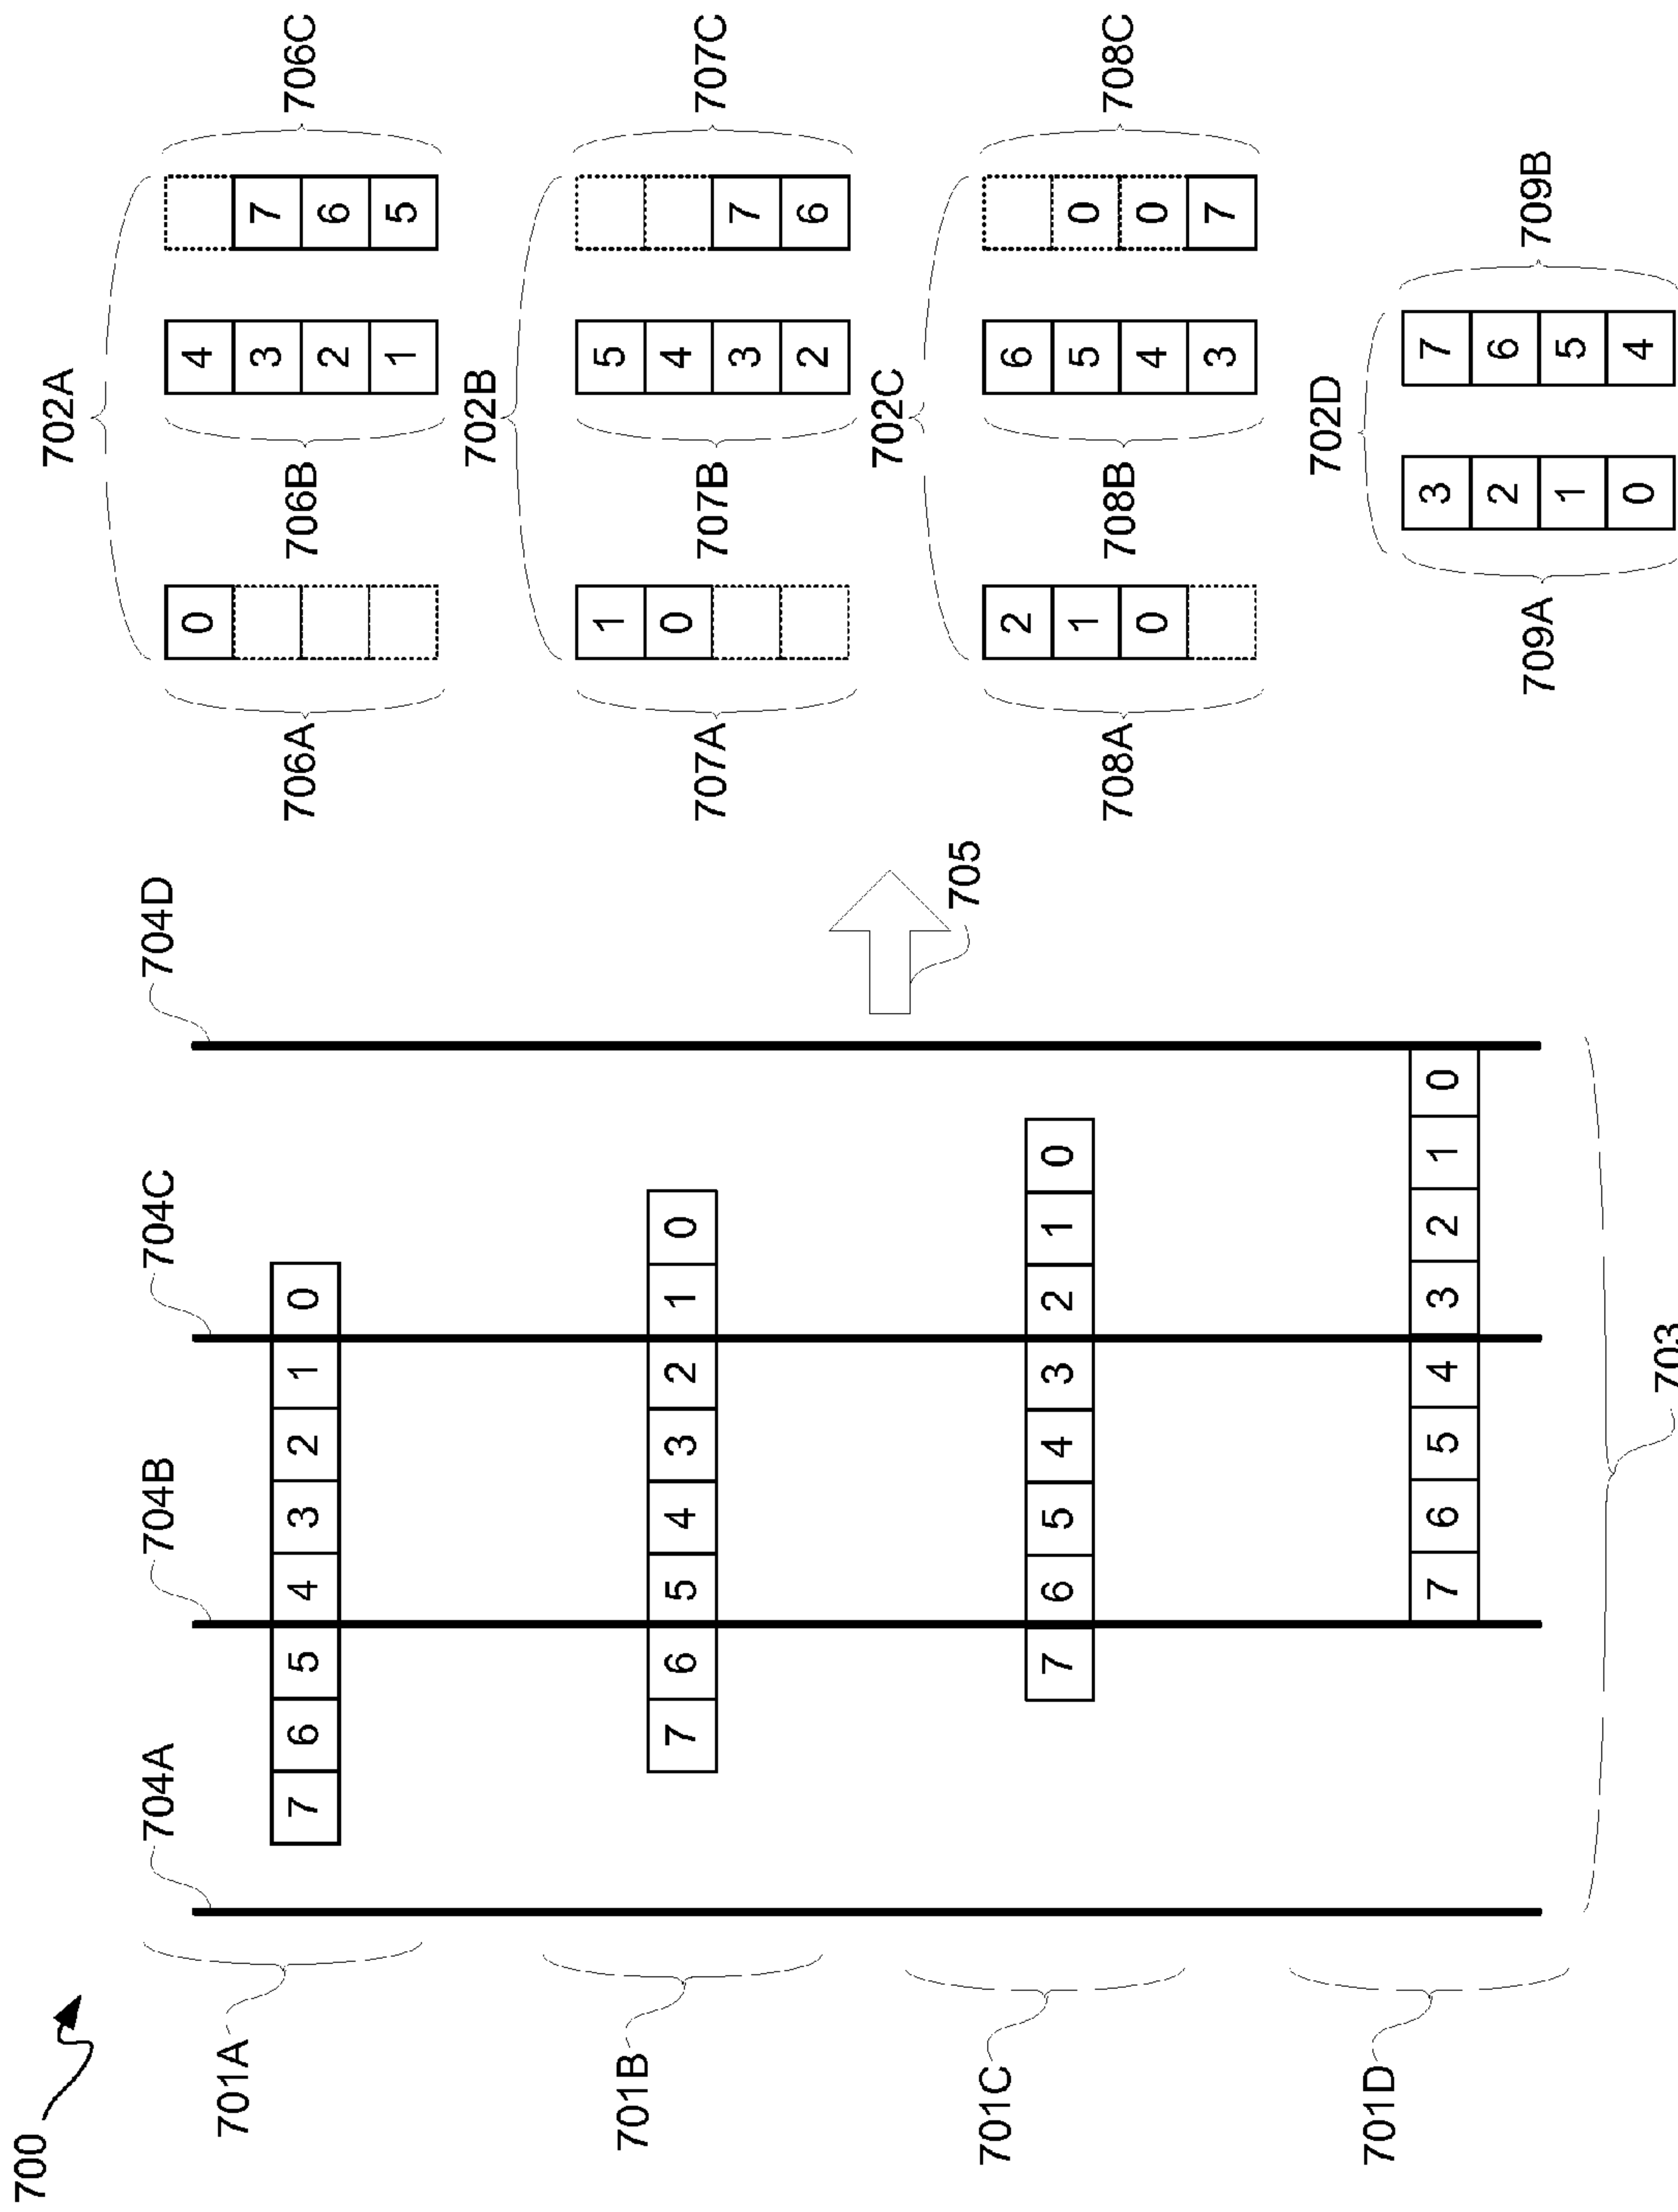 700
704A 704B 704C 704D
701A 7 6 5 4 3 2 1 0
701B 7 6 5 4 3 2 1 0
701C 7 6 5 4 3 2 1 0
701D 7 6 5 4 3 2 1 0
703
705
702A
706A
0
706B
4
3
2
1
706C
7
6
5
702B
707A
1
0
707B
5
4
3
2
707C
7
6
702C
708A
2
1
0
708B
6
5
4
3
708C
0
0
7
702D
709A
3
2
1
0
709B
7
6
5
4